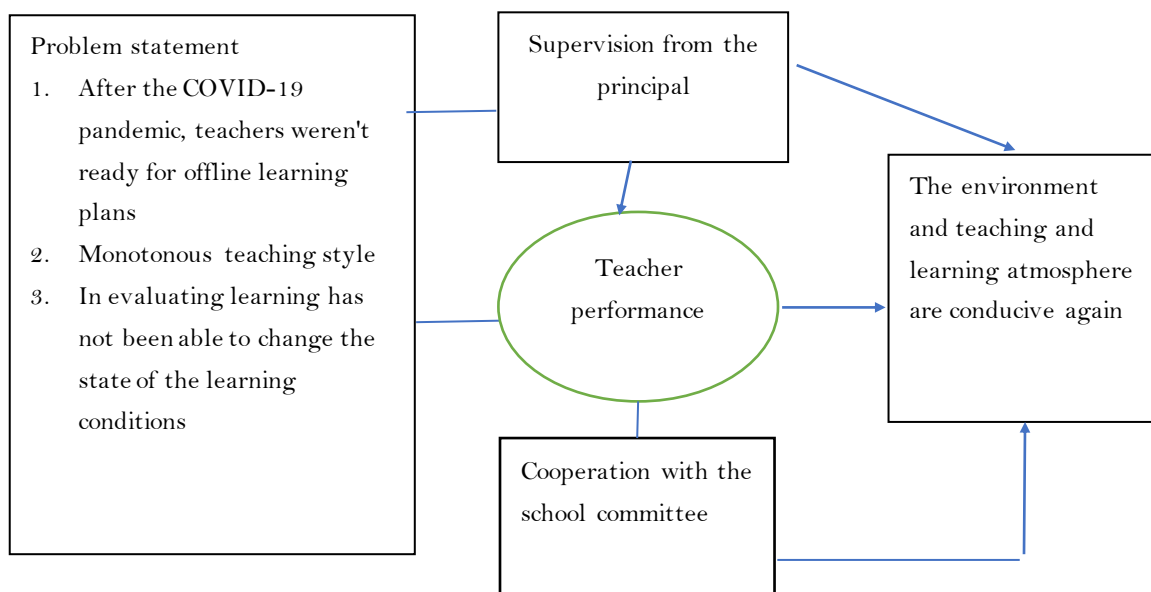 Problem statement
1. After the COVID-19
pandemic, teachers weren't
ready for offline learning
plans
2. Monotonous teaching style
3. In evaluating learning has
not been able to change the
state of the learning
conditions
Supervision from the
principal
Teacher
performance
Cooperation with the
school committee
The environment
and teaching and
learning atmosphere
are conducive again